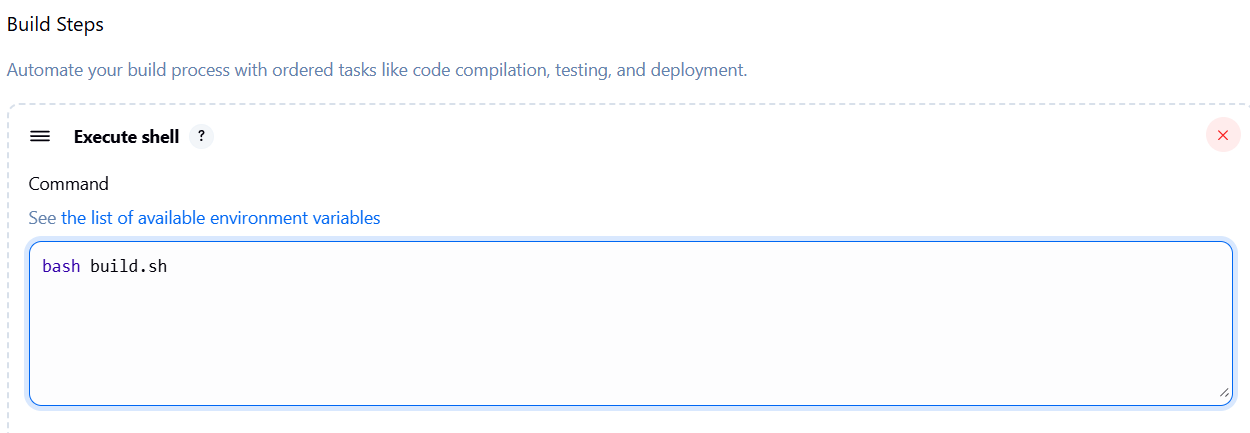 Build Steps
Automate your build process with ordered tasks like code compilation, testing, and deployment.
Execute shell ?
Command
See the list of available environment variables
bash build.sh